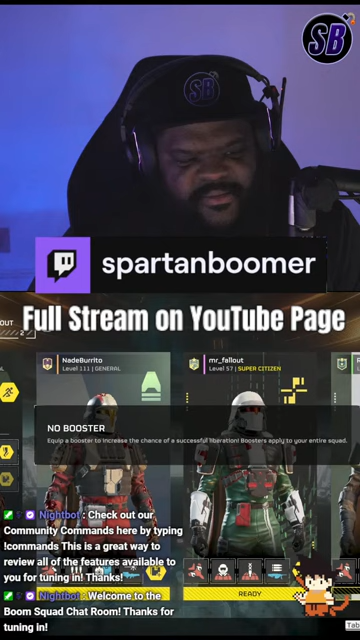 SB
SB
spartanboomer
Full Stream on YouTube Page
OUT
2
NadeBurrito
Level 111 | GENERAL
mr_fallout
Level 57 | SUPER CITIZEN
NO BOOSTER
Equip a booster to increase the chance of a successful liberation! Boosters apply to your entire squad.
Nightbot : Check out our
Community Commands here by typing
!commands This is a great way to
review all of the features available to
you for tuning in! Thanks!
Nightbot : Welcome to the
Boom Squad Chat Room! Thanks for
tuning in!
READY
Tab